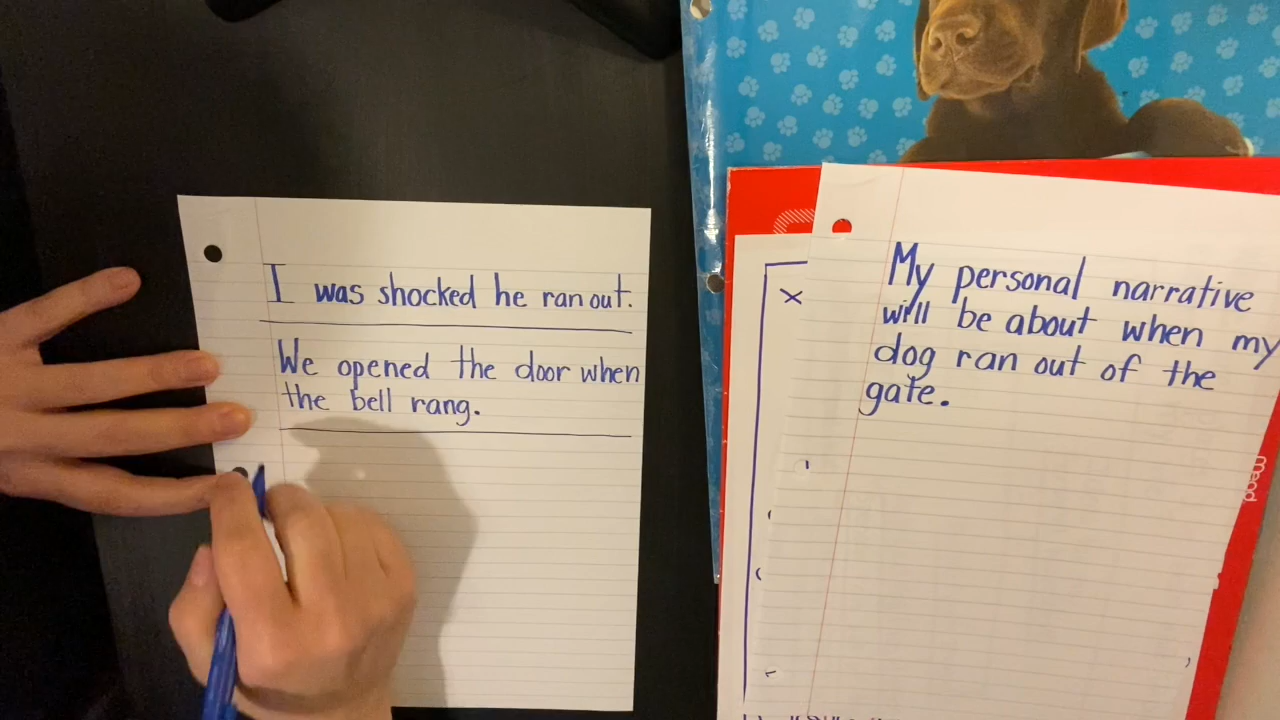 I was shocked he ran out.
We opened the door when
the bell rang.
My personal narrative
will be about when my
dog ran out of the
gate.
x
mead